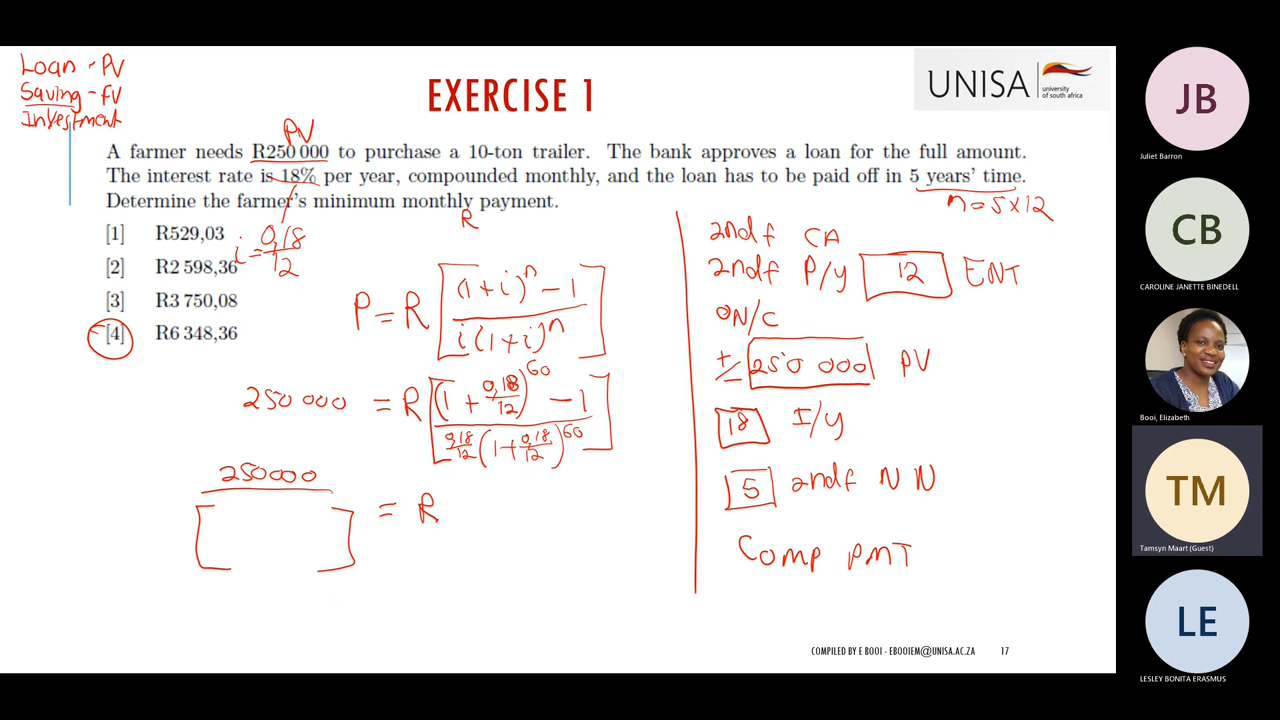 Loan - PV
Saving - FV
Investment
EXERCISE 1
UNISA
university
of south africa
PV
A farmer needs R250 000 to purchase a 10-ton trailer. The bank approves a loan for the full amount.
The interest rate is 18% per year, compounded monthly, and the loan has to be paid off in 5 years' time.
Determine the farmer's minimum monthly payment.
n = 5 x 12
R
[1] R529,03
i = 0,18/12
[2] R2 598,36
[3] R3 750,08
[4] R6 348,36
P = R [ (1+i)^n - 1 / i(1+i)^n ]
250 000 = R [ (1 + 0,18/12)^60 - 1 / 0,18/12 (1 + 0,18/12)^60 ]
250000 / [ ] = R
2ndf CA
2ndf P/y 12 ENT
ON/C
± 250 000 PV
18 I/y
5 2ndf N N
Comp PMT
COMPILED BY E BOOI - EBOOIEM@UNISA.AC.ZA 17
JB
Juliet Barron
CB
CAROLINE JANETTE BINEDELL
Booi, Elizabeth
TM
Tamsyn Maart (Guest)
LE
LESLEY BONITA ERASMUS